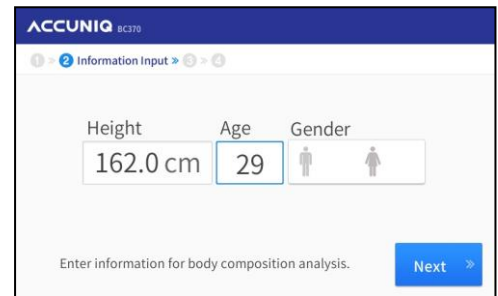 ACCUNIQ BC370
1 » 2 Information Input » 3 » 4
Height Age Gender
162.0 cm 29
Enter information for body composition analysis.
Next »